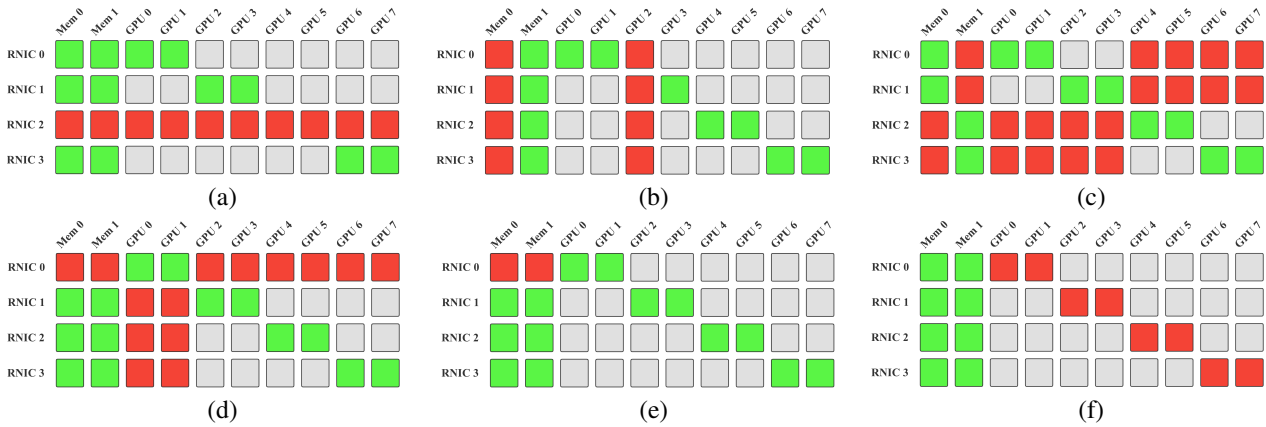 Mem 0 Mem 1 GPU 0 GPU 1 GPU 2 GPU 3 GPU 4 GPU 5 GPU 6 GPU 7
RNIC 0
RNIC 1
RNIC 2
RNIC 3
(a)
Mem 0 Mem 1 GPU 0 GPU 1 GPU 2 GPU 3 GPU 4 GPU 5 GPU 6 GPU 7
RNIC 0
RNIC 1
RNIC 2
RNIC 3
(b)
Mem 0 Mem 1 GPU 0 GPU 1 GPU 2 GPU 3 GPU 4 GPU 5 GPU 6 GPU 7
RNIC 0
RNIC 1
RNIC 2
RNIC 3
(c)
Mem 0 Mem 1 GPU 0 GPU 1 GPU 2 GPU 3 GPU 4 GPU 5 GPU 6 GPU 7
RNIC 0
RNIC 1
RNIC 2
RNIC 3
(d)
Mem 0 Mem 1 GPU 0 GPU 1 GPU 2 GPU 3 GPU 4 GPU 5 GPU 6 GPU 7
RNIC 0
RNIC 1
RNIC 2
RNIC 3
(e)
Mem 0 Mem 1 GPU 0 GPU 1 GPU 2 GPU 3 GPU 4 GPU 5 GPU 6 GPU 7
RNIC 0
RNIC 1
RNIC 2
RNIC 3
(f)